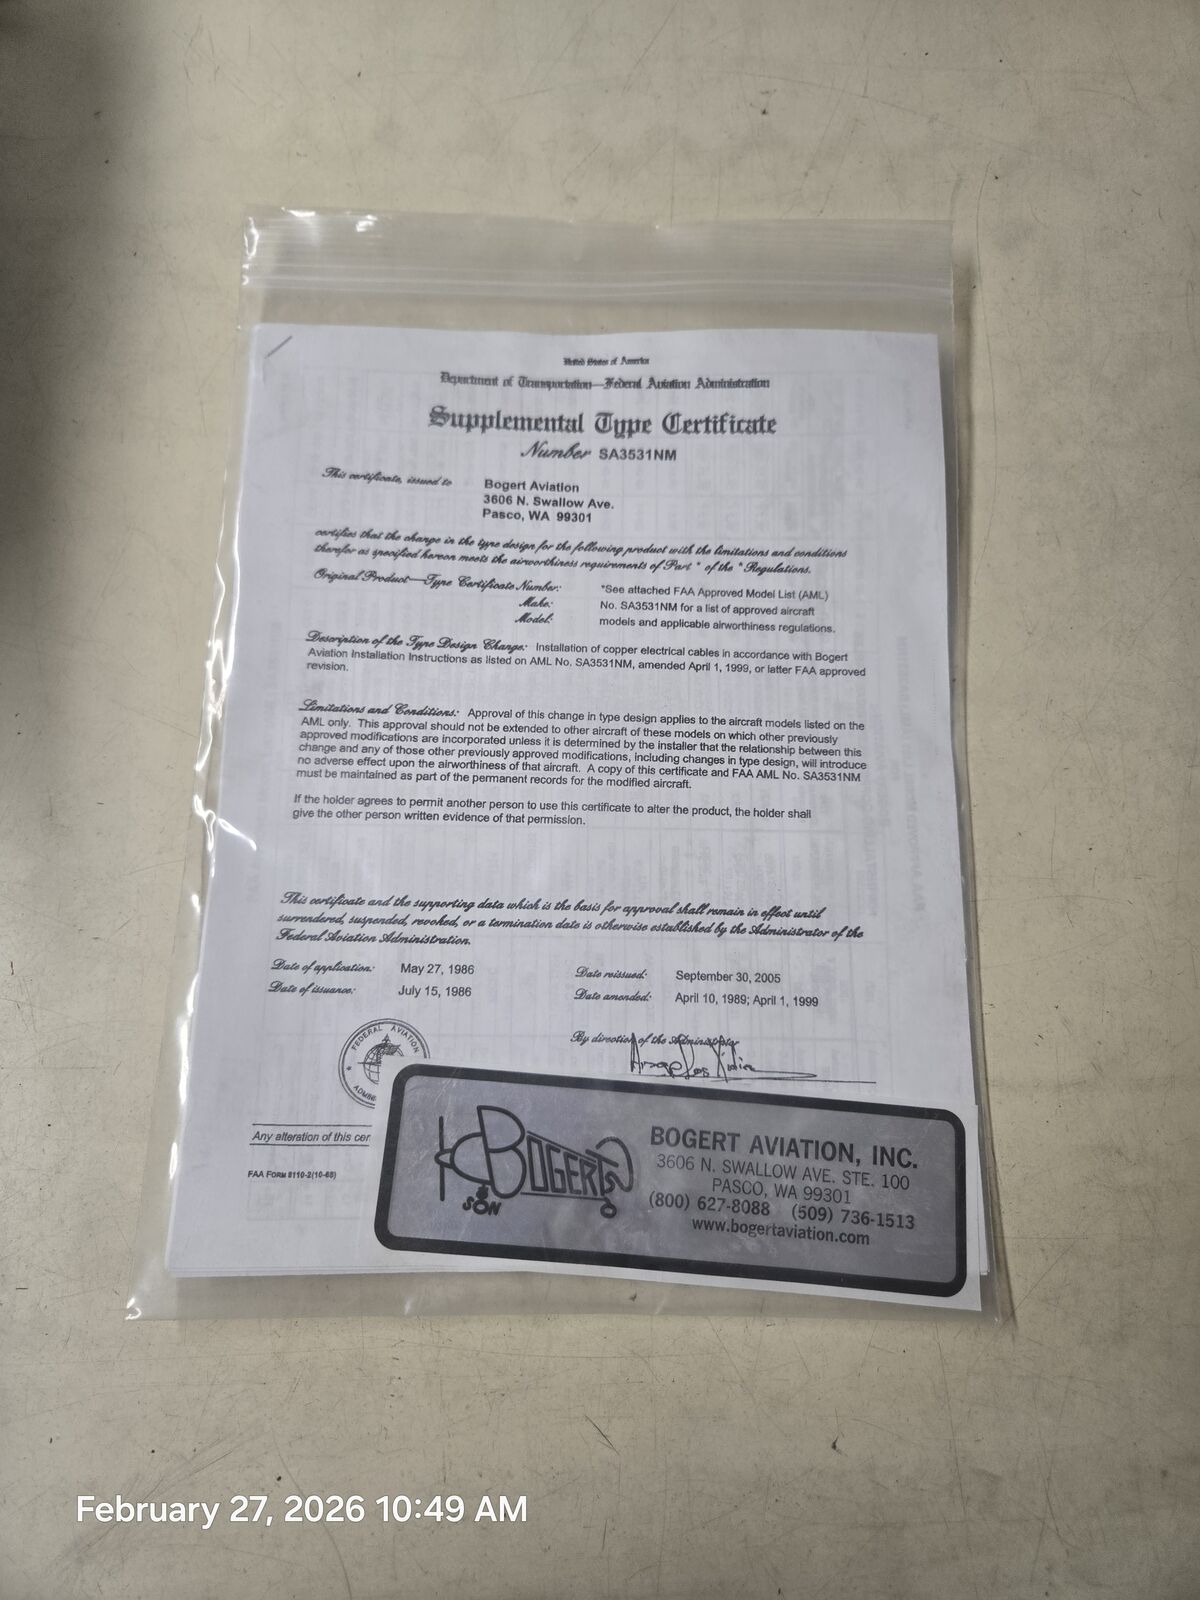 United States of America
Department of Transportation—Federal Aviation Administration
Supplemental Type Certificate
Number SA3531NM
This certificate, issued to
Bogert Aviation
3606 N. Swallow Ave.
Pasco, WA 99301
certifies that the change in the type design for the following product with the limitations and conditions
therefor as specified hereon meets the airworthiness requirements of Part * of the * Regulations.
Original Product—Type Certificate Number:
Make:
Model:
*See attached FAA Approved Model List (AML)
No. SA3531NM for a list of approved aircraft
models and applicable airworthiness regulations.
Description of the Type Design Change: Installation of copper electrical cables in accordance with Bogert
Aviation Installation Instructions as listed on AML No. SA3531NM, amended April 1, 1999, or latter FAA approved
revision.
Limitations and Conditions: Approval of this change in type design applies to the aircraft models listed on the
AML only. This approval should not be extended to other aircraft of these models on which other previously
approved modifications are incorporated unless it is determined by the installer that the relationship between this
change and any of those other previously approved modifications, including changes in type design, will introduce
no adverse effect upon the airworthiness of that aircraft. A copy of this certificate and FAA AML No. SA3531NM
must be maintained as part of the permanent records for the modified aircraft.
If the holder agrees to permit another person to use this certificate to alter the product, the holder shall
give the other person written evidence of that permission.
This certificate and the supporting data which is the basis for approval shall remain in effect until
surrendered, suspended, revoked, or a termination date is otherwise established by the Administrator of the
Federal Aviation Administration.
Date of application: May 27, 1986
Date of issuance: July 15, 1986
Date reissued: September 30, 2005
Date amended: April 10, 1989; April 1, 1999
By direction of the Administrator
FEDERAL AVIATION
Any alteration of this cer
FAA FORM 8110-2(10-68)
BOGERT
& SON
BOGERT AVIATION, INC.
3606 N. SWALLOW AVE. STE. 100
PASCO, WA 99301
(800) 627-8088 (509) 736-1513
www.bogertaviation.com
February 27, 2026 10:49 AM